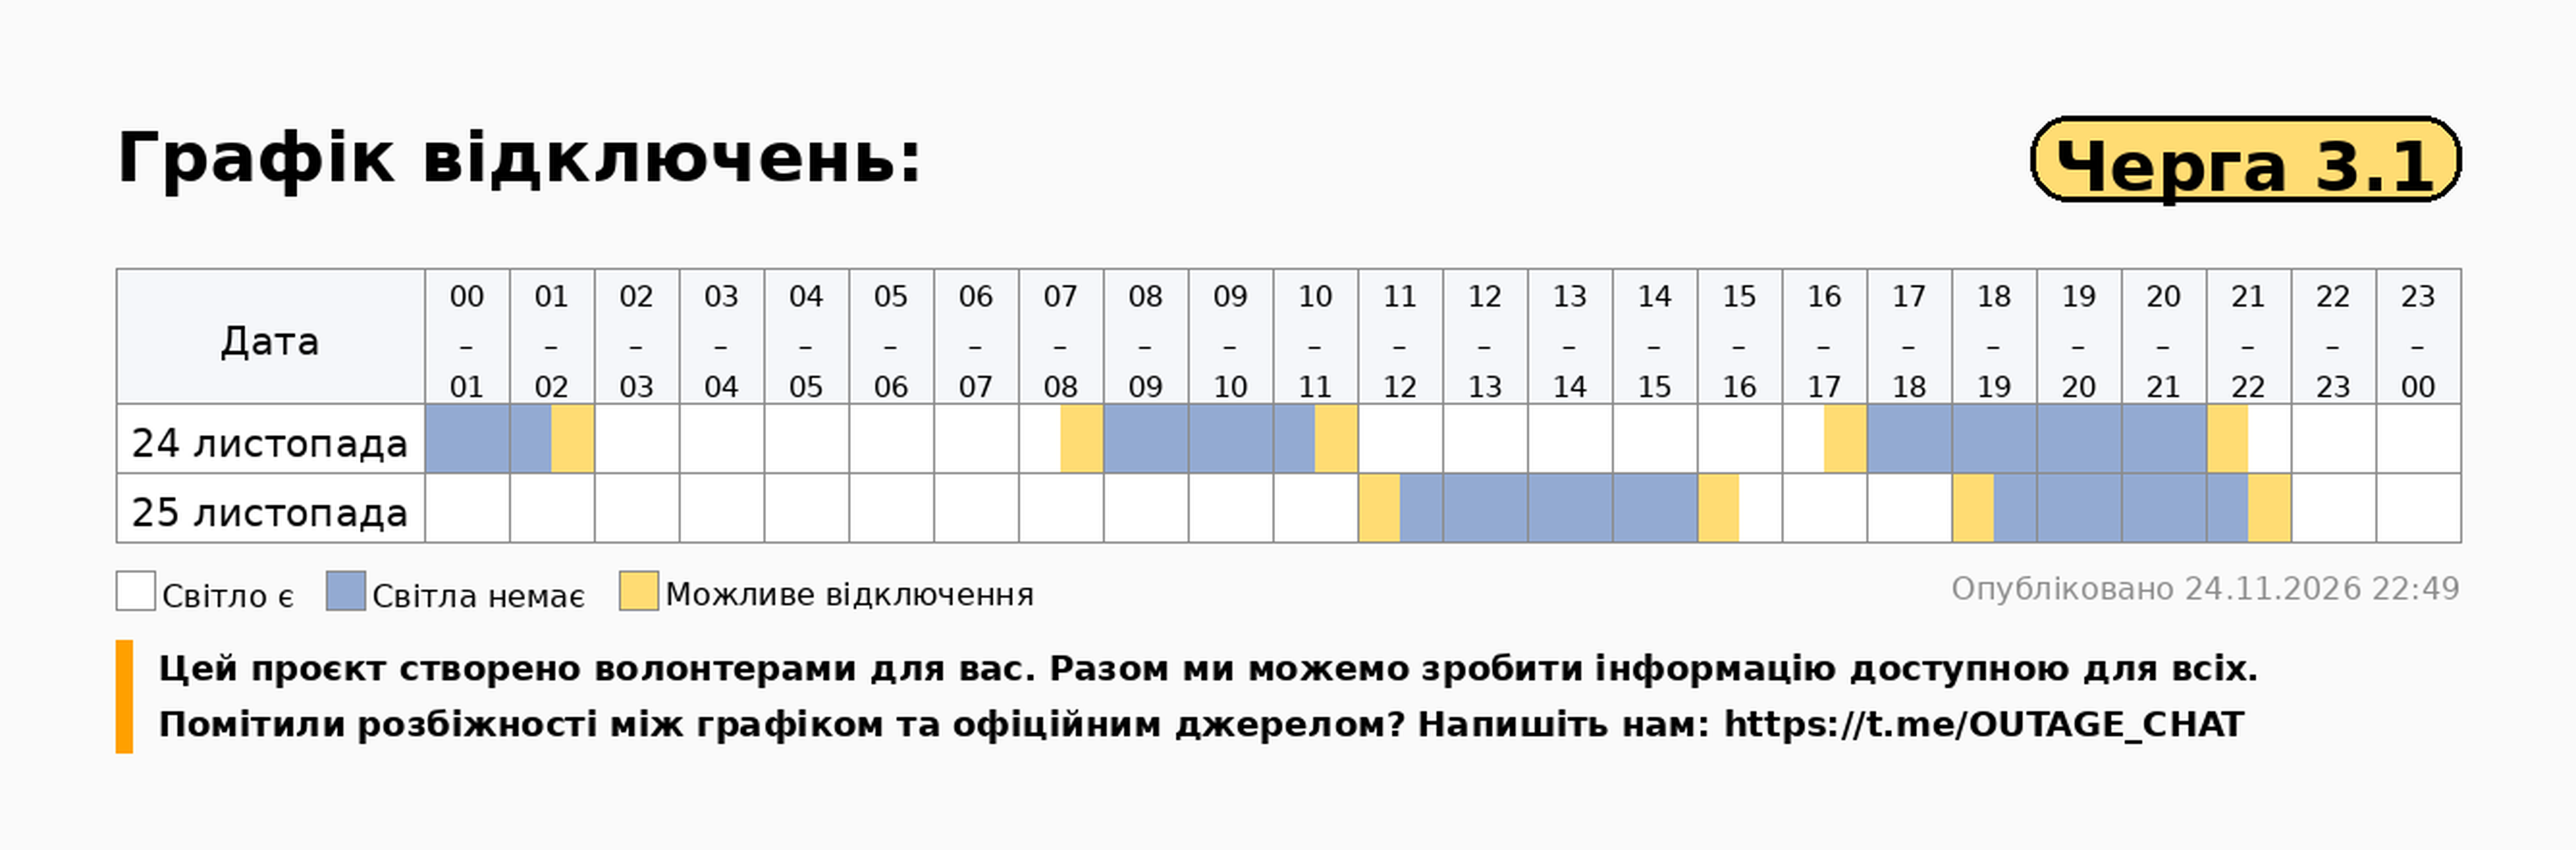 Графік відключень:
Черга 3.1
Дата 00 – 01 01 – 02 02 – 03 03 – 04 04 – 05 05 – 06 06 – 07 07 – 08 08 – 09 09 – 10 10 – 11 11 – 12 12 – 13 13 – 14 14 – 15 15 – 16 16 – 17 17 – 18 18 – 19 19 – 20 20 – 21 21 – 22 22 – 23 23 – 00
24 листопада
25 листопада
Світло є Світла немає Можливе відключення
Опубліковано 24.11.2026 22:49
Цей проєкт створено волонтерами для вас. Разом ми можемо зробити інформацію доступною для всіх.
Помітили розбіжності між графіком та офіційним джерелом? Напишіть нам: https://t.me/OUTAGE_CHAT